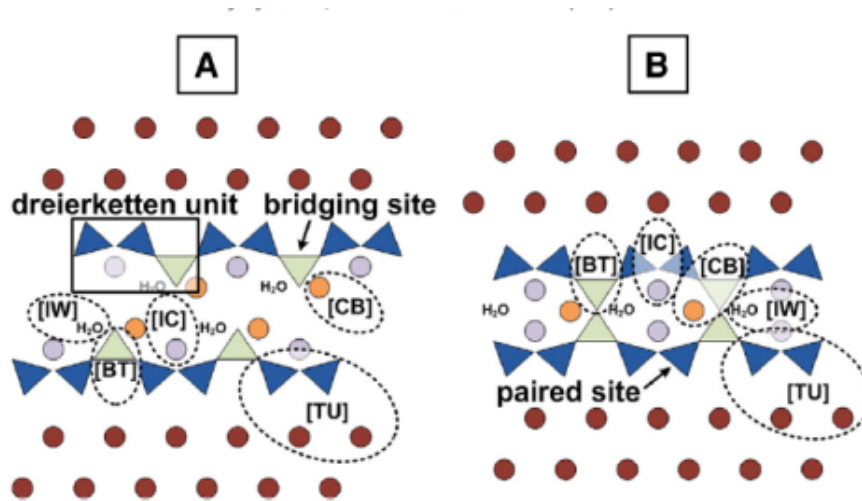 A
B
dreierketten unit
bridging site
H₂O
H₂O
[CB]
[IW]
H₂O
[IC]
H₂O
[BT]
[TU]
[BT]
[IC]
[CB]
H₂O
H₂O
H₂O
[IW]
paired site
[TU]